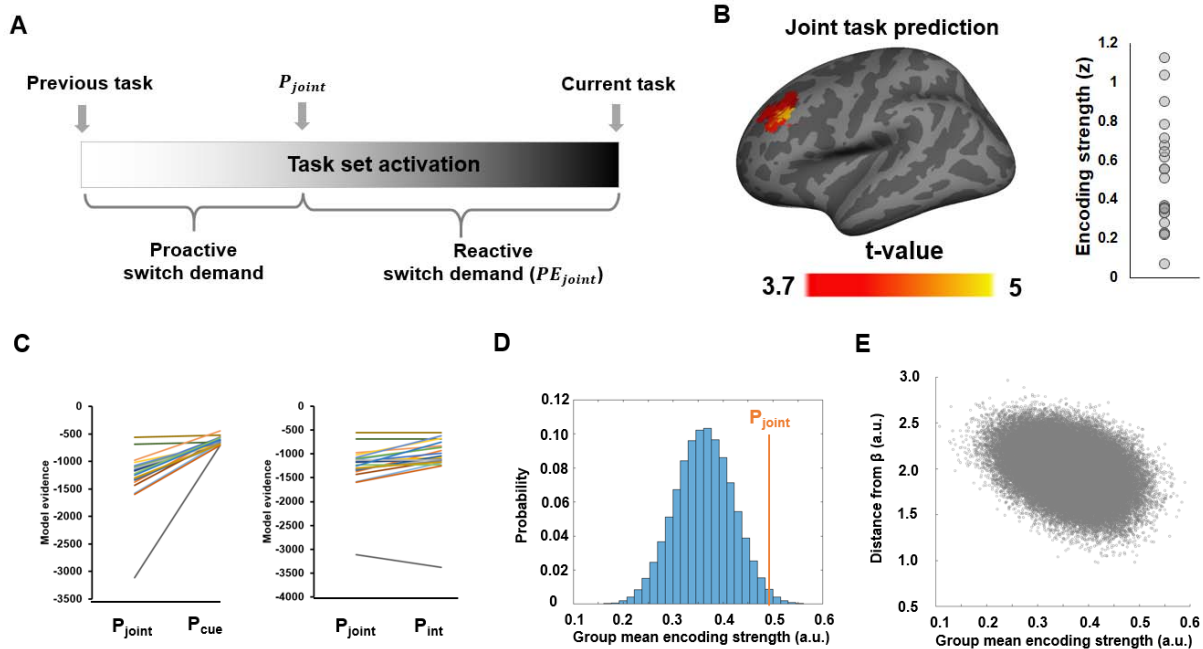 A
Previous task
P_joint
Current task
Task set activation
Proactive
switch demand
Reactive
switch demand (PE_joint)
B
Joint task prediction
t-value
3.7
5
Encoding strength (z)
1.2
1
0.8
0.6
0.4
0.2
0
C
Model evidence
0
-500
-1000
-1500
-2000
-2500
-3000
-3500
P_joint
P_cue
Model evidence
0
-500
-1000
-1500
-2000
-2500
-3000
-3500
-4000
P_joint
P_int
D
Probability
0.12
0.10
0.08
0.06
0.04
0.02
0
P_joint
0.1 0.2 0.3 0.4 0.5 0.6
Group mean encoding strength (a.u.)
E
Distance from β (a.u.)
3.0
2.5
2.0
1.5
1.0
0.5
0.1 0.2 0.3 0.4 0.5 0.6
Group mean encoding strength (a.u.)